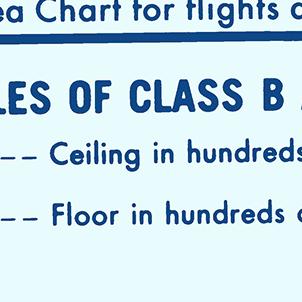 ea Chart for flights
LES OF CLASS B
-- Ceiling in hundreds
-- Floor in hundreds